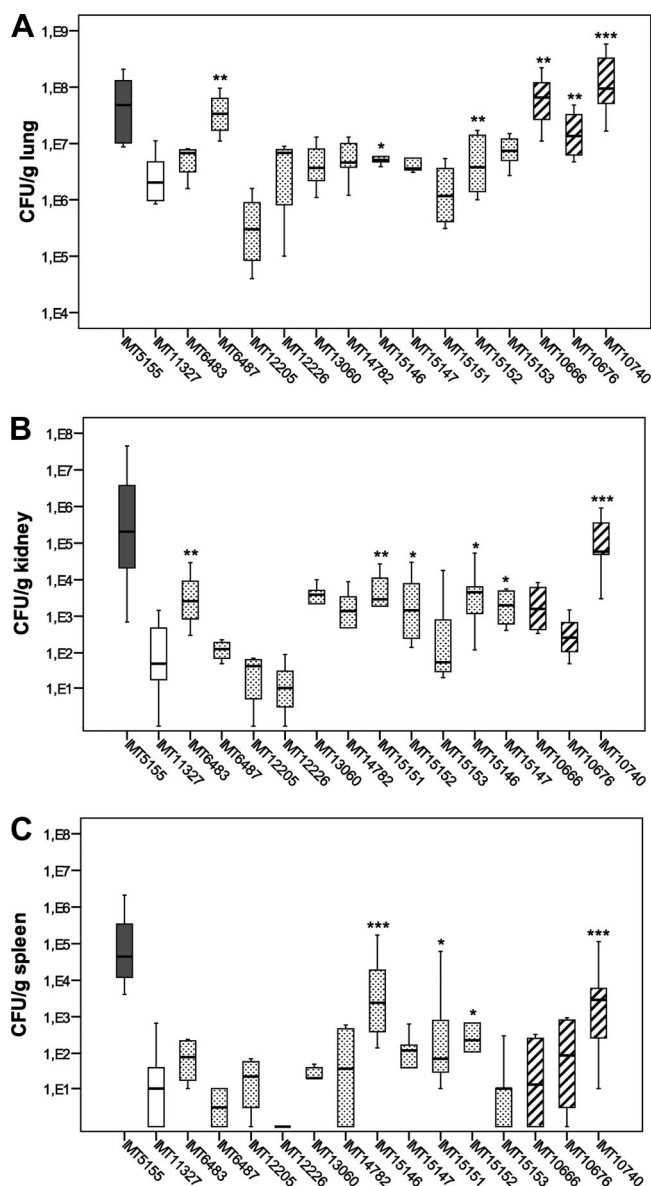 A
CFU/g lung
1,E9
1,E8
1,E7
1,E6
1,E5
1,E4
**
*
**
**
**
***
IMT5155
IMT11327
IMT6483
IMT6487
IMT12205
IMT12226
IMT13060
IMT14782
IMT15146
IMT15147
IMT15151
IMT15152
IMT15153
IMT10666
IMT10676
IMT10740
B
CFU/g kidney
1,E8
1,E7
1,E6
1,E5
1,E4
1,E3
1,E2
1,E1
**
**
*
*
*
***
IMT5155
IMT11327
IMT6483
IMT6487
IMT12205
IMT12226
IMT13060
IMT14782
IMT15151
IMT15152
IMT15153
IMT15146
IMT15147
IMT10666
IMT10676
IMT10740
C
CFU/g spleen
1,E8
1,E7
1,E6
1,E5
1,E4
1,E3
1,E2
1,E1
***
*
*
***
IMT5155
IMT11327
IMT6483
IMT6487
IMT12205
IMT12226
IMT13060
IMT14782
IMT15146
IMT15147
IMT15151
IMT15152
IMT15153
IMT10666
IMT10676
IMT10740